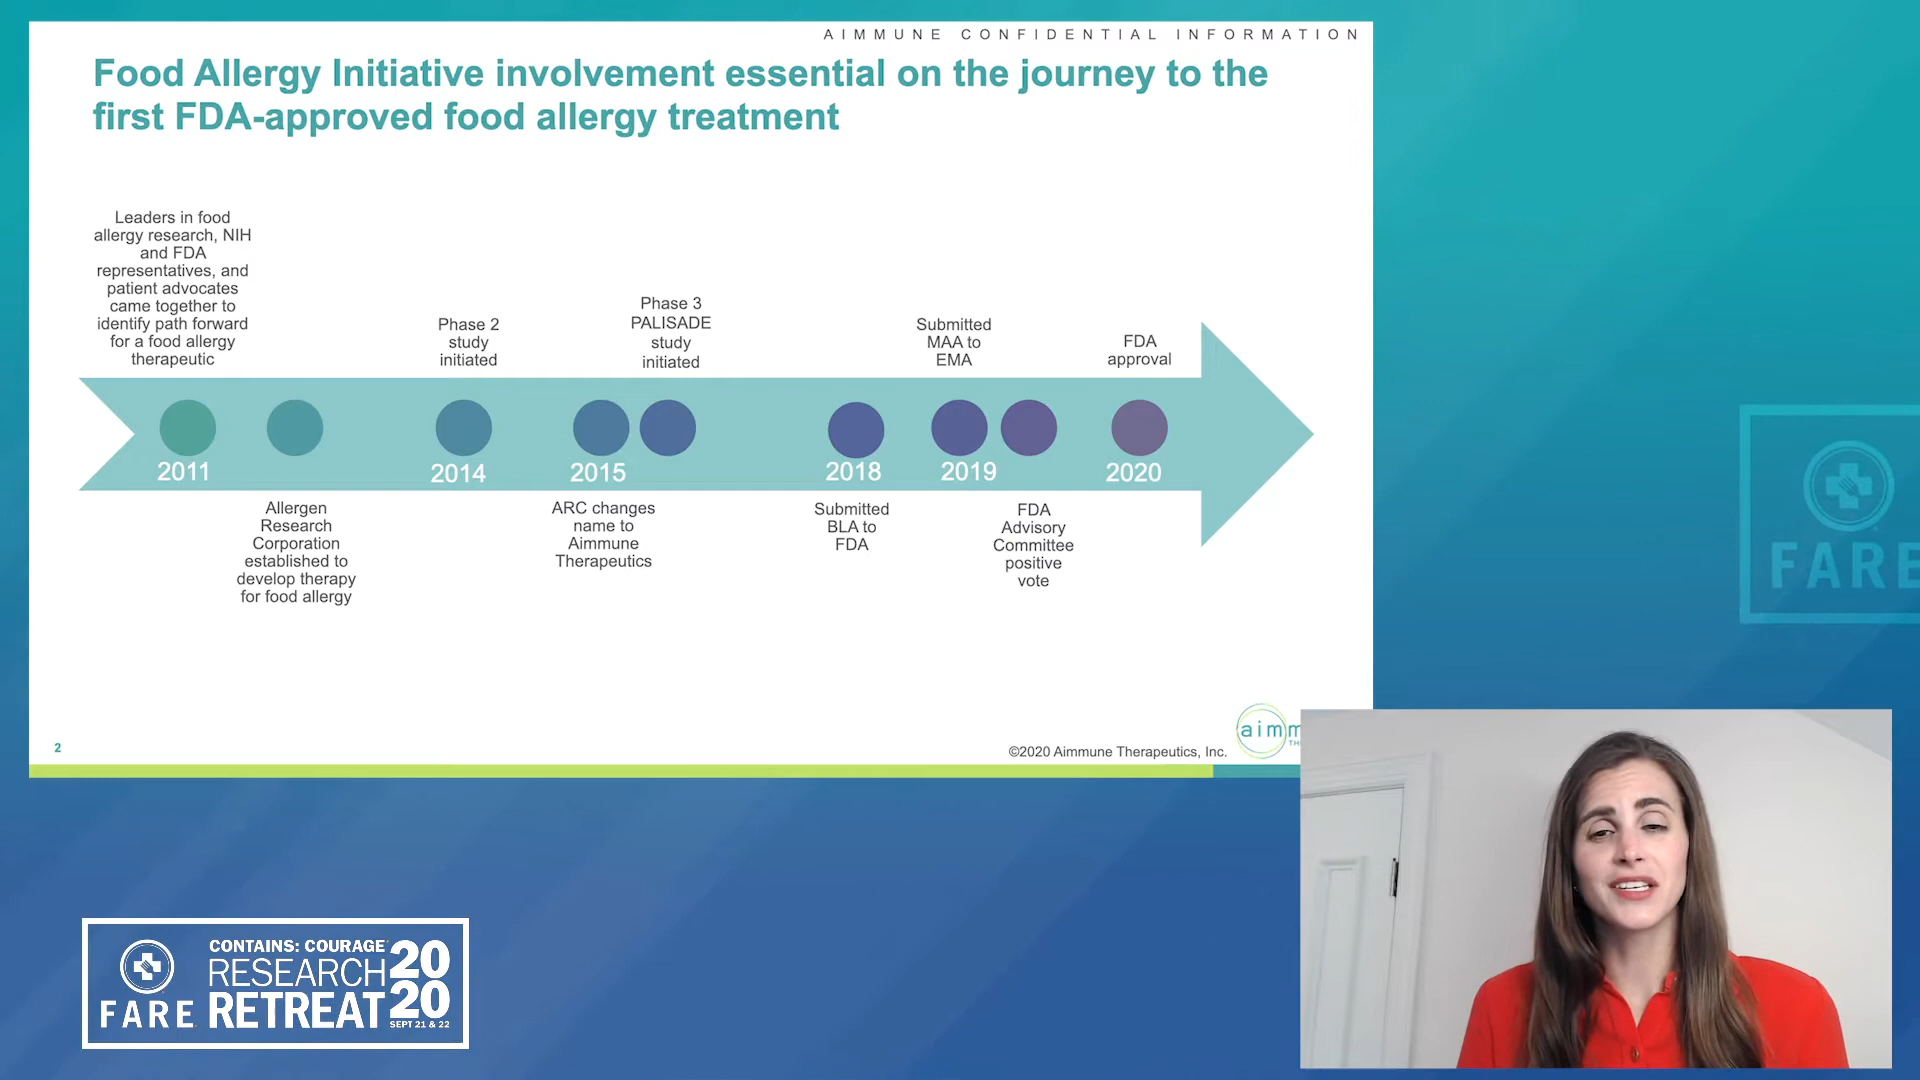 AIMMUNE CONFIDENTIAL INFORMATION
Food Allergy Initiative involvement essential on the journey to the
first FDA-approved food allergy treatment
Leaders in food
allergy research, NIH
and FDA
representatives, and
patient advocates
came together to
identify path forward
for a food allergy
therapeutic
Phase 2
study
initiated
Phase 3
PALISADE
study
initiated
Submitted
MAA to
EMA
FDA
approval
2011
2014
2015
2018
2019
2020
Allergen
Research
Corporation
established to
develop therapy
for food allergy
ARC changes
name to
Aimmune
Therapeutics
Submitted
BLA to
FDA
FDA
Advisory
Committee
positive
vote
2
©2020 Aimmune Therapeutics, Inc.
aimm
TH
FARE
FARE
CONTAINS: COURAGE
RESEARCH
RETREAT
20
20
SEPT 21 & 22